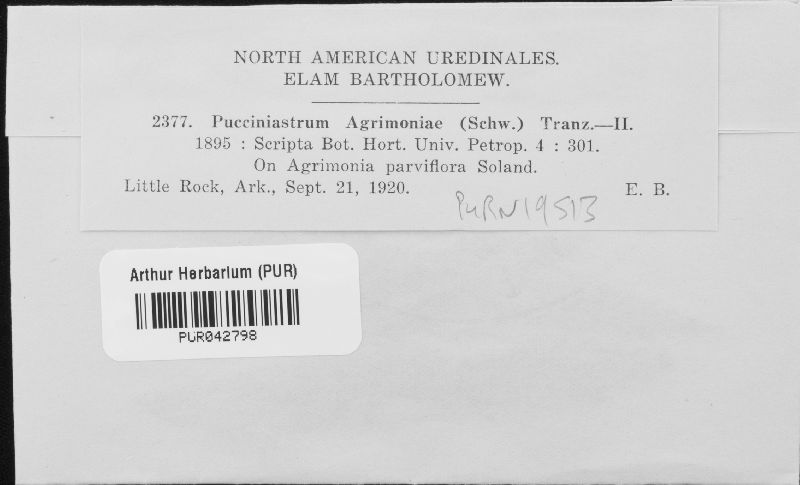 NORTH AMERICAN UREDINALES.
ELAM BARTHOLOMEW.
2377. Pucciniastrum Agrimoniae (Schw.) Tranz.—II.
1895 : Scripta Bot. Hort. Univ. Petrop. 4 : 301.
On Agrimonia parviflora Soland.
Little Rock, Ark., Sept. 21, 1920. E. B.
PURN19513
Arthur Herbarium (PUR)
PUR042798